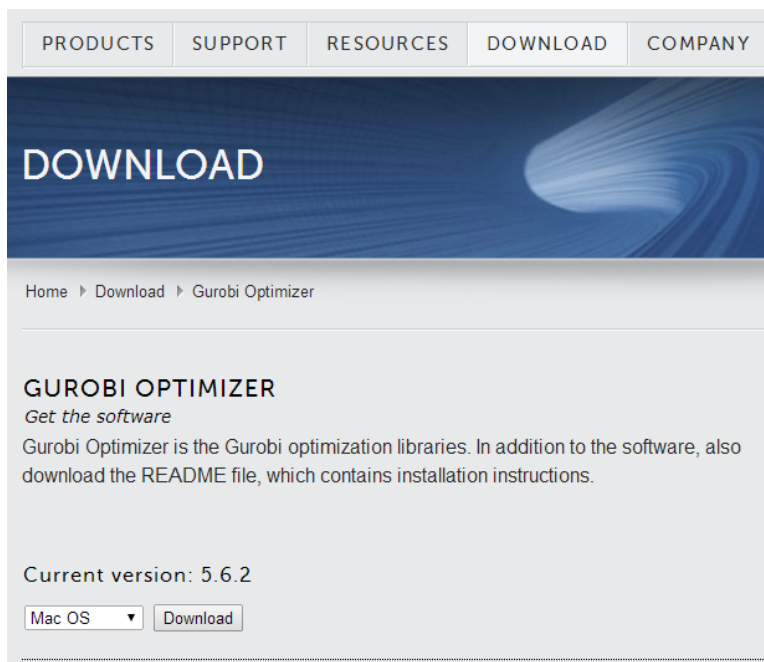 PRODUCTS SUPPORT RESOURCES DOWNLOAD COMPANY
DOWNLOAD
Home Download Gurobi Optimizer
GUROBI OPTIMIZER
Get the software
Gurobi Optimizer is the Gurobi optimization libraries. In addition to the software, also
download the README file, which contains installation instructions.
Current version: 5.6.2
Mac OS Download